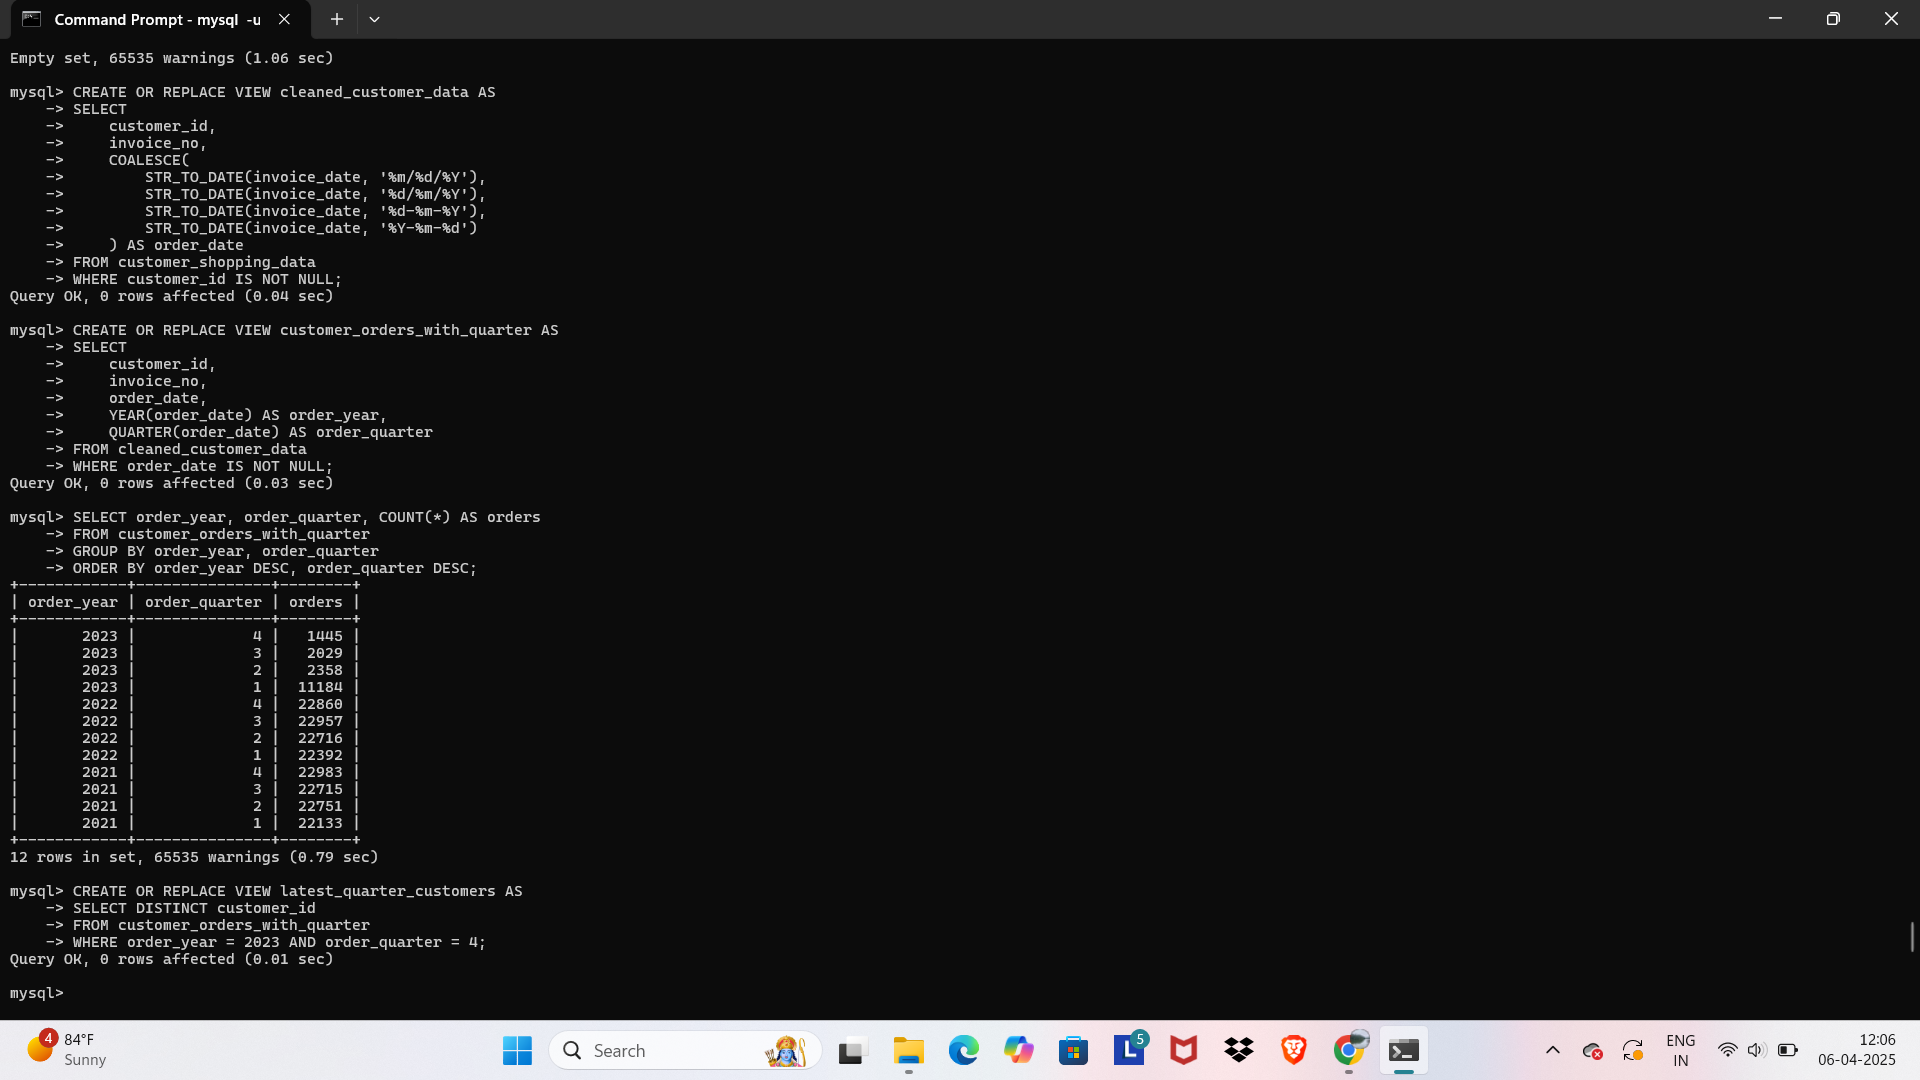 Command Prompt - mysql  -u
Empty set, 65535 warnings (1.06 sec)
mysql> CREATE OR REPLACE VIEW cleaned_customer_data AS
    -> SELECT
    ->     customer_id,
    ->     invoice_no,
    ->     COALESCE(
    ->         STR_TO_DATE(invoice_date, '%m/%d/%Y'),
    ->         STR_TO_DATE(invoice_date, '%d/%m/%Y'),
    ->         STR_TO_DATE(invoice_date, '%d-%m-%Y'),
    ->         STR_TO_DATE(invoice_date, '%Y-%m-%d')
    ->     ) AS order_date
    -> FROM customer_shopping_data
    -> WHERE customer_id IS NOT NULL;
Query OK, 0 rows affected (0.04 sec)
mysql> CREATE OR REPLACE VIEW customer_orders_with_quarter AS
    -> SELECT
    ->     customer_id,
    ->     invoice_no,
    ->     order_date,
    ->     YEAR(order_date) AS order_year,
    ->     QUARTER(order_date) AS order_quarter
    -> FROM cleaned_customer_data
    -> WHERE order_date IS NOT NULL;
Query OK, 0 rows affected (0.03 sec)
mysql> SELECT order_year, order_quarter, COUNT(*) AS orders
    -> FROM customer_orders_with_quarter
    -> GROUP BY order_year, order_quarter
    -> ORDER BY order_year DESC, order_quarter DESC;
+------------+---------------+--------+
| order_year | order_quarter | orders |
+------------+---------------+--------+
|       2023 |             4 |   1445 |
|       2023 |             3 |   2029 |
|       2023 |             2 |   2358 |
|       2023 |             1 |  11184 |
|       2022 |             4 |  22860 |
|       2022 |             3 |  22957 |
|       2022 |             2 |  22716 |
|       2022 |             1 |  22392 |
|       2021 |             4 |  22983 |
|       2021 |             3 |  22715 |
|       2021 |             2 |  22751 |
|       2021 |             1 |  22133 |
+------------+---------------+--------+
12 rows in set, 65535 warnings (0.79 sec)
mysql> CREATE OR REPLACE VIEW latest_quarter_customers AS
    -> SELECT DISTINCT customer_id
    -> FROM customer_orders_with_quarter
    -> WHERE order_year = 2023 AND order_quarter = 4;
Query OK, 0 rows affected (0.01 sec)
mysql>
4
84°F
Sunny
Search
L
5
ENG
IN
12:06
06-04-2025